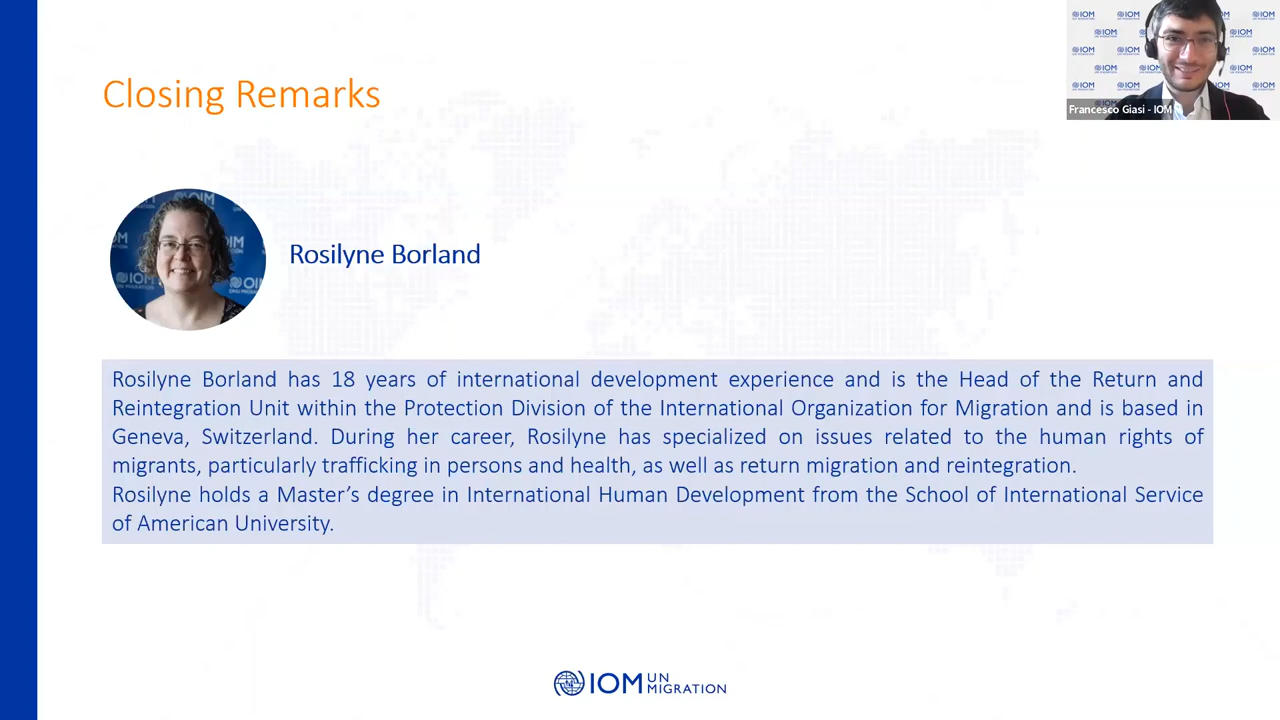 Closing Remarks
Francesco Giasi - IOM
Rosilyne Borland
Rosilyne Borland has 18 years of international development experience and is the Head of the Return and
Reintegration Unit within the Protection Division of the International Organization for Migration and is based in
Geneva, Switzerland. During her career, Rosilyne has specialized on issues related to the human rights of
migrants, particularly trafficking in persons and health, as well as return migration and reintegration.
Rosilyne holds a Master’s degree in International Human Development from the School of International Service
of American University.
IOM UN
MIGRATION